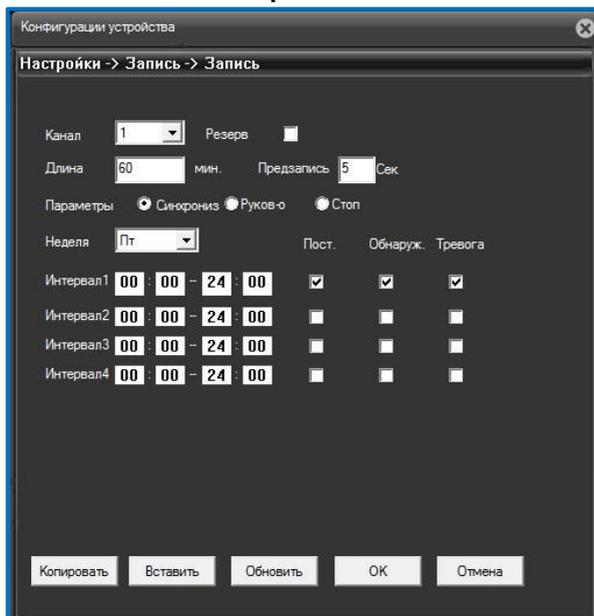 Конфигурации устройства
Настройки -> Запись -> Запись
Канал 1 Резерв
Длина 60 мин. Предзапись 5 Сек
Параметры Синхрониз Руков-о Стоп
Неделя Пт Пост. Обнаруж. Тревога
Интервал1 00 : 00 - 24 : 00
Интервал2 00 : 00 - 24 : 00
Интервал3 00 : 00 - 24 : 00
Интервал4 00 : 00 - 24 : 00
Копировать Вставить Обновить OK Отмена